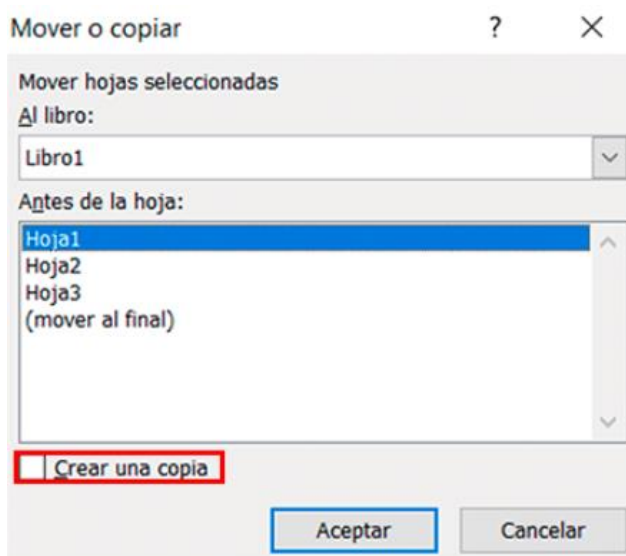 Mover o copiar ?
Mover hojas seleccionadas
Al libro:
Libro1
Antes de la hoja:
Hoja1
Hoja2
Hoja3
(mover al final)
Crear una copia
Aceptar Cancelar